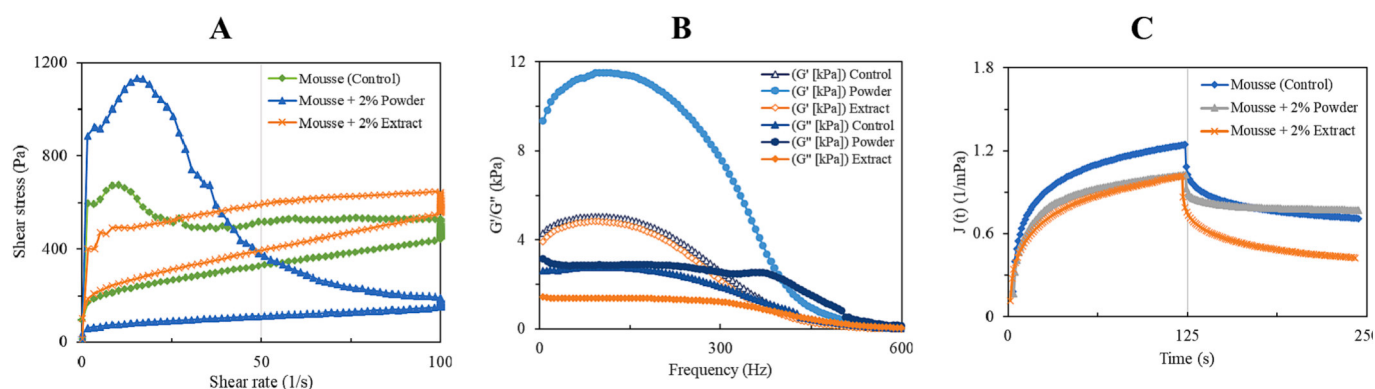 A
Shear stress (Pa)
1200
800
400
0
0
50
100
Shear rate (1/s)
Mousse (Control)
Mousse + 2% Powder
Mousse + 2% Extract
B
G'/G" (kPa)
12
8
4
0
0
300
600
Frequency (Hz)
(G' [kPa]) Control
(G' [kPa]) Powder
(G' [kPa]) Extract
(G" [kPa]) Control
(G" [kPa]) Powder
(G" [kPa]) Extract
C
J (t) (1/mPa)
1.8
1.2
0.6
0
0
125
250
Time (s)
Mousse (Control)
Mousse + 2% Powder
Mousse + 2% Extract